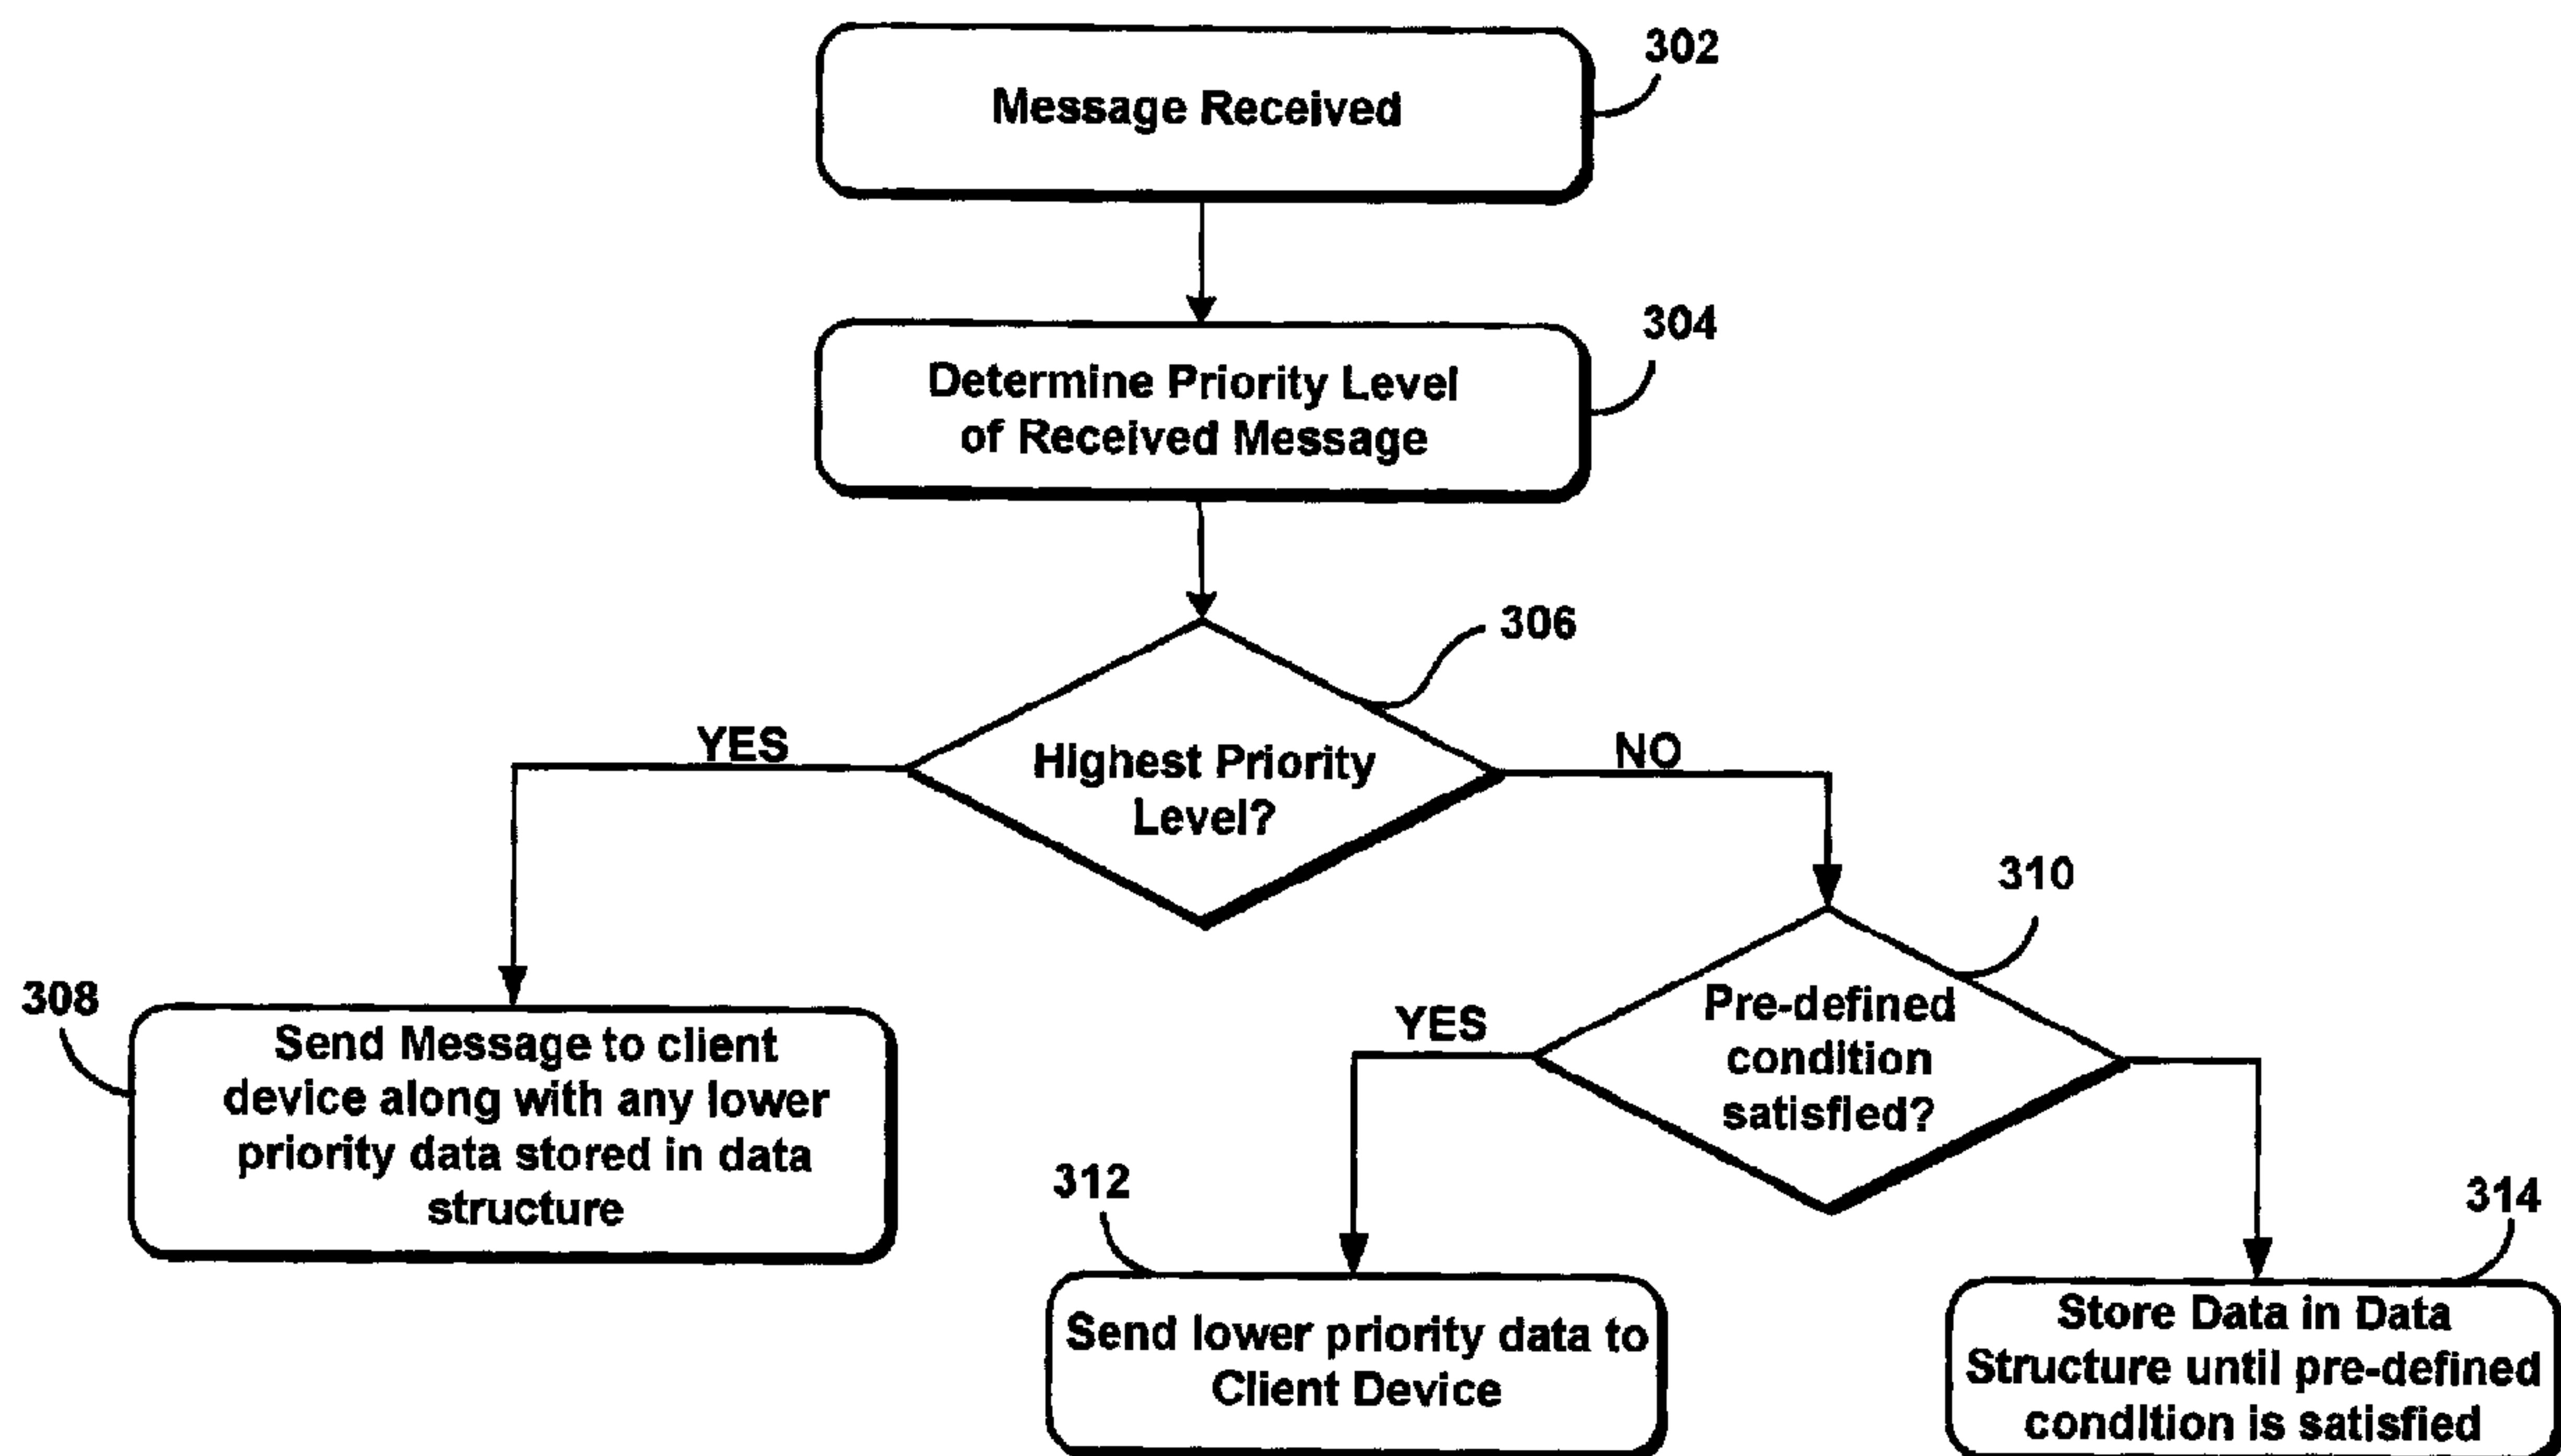 302
Message Received
304
Determine Priority Level
of Received Message
306
YES
NO
Highest Priority
Level?
310
308
Send Message to client
device along with any lower
priority data stored in data
structure
YES
Pre-defined
condition
satisfied?
312
314
Send lower priority data to
Client Device
Store Data in Data
Structure until pre-defined
condition is satisfied